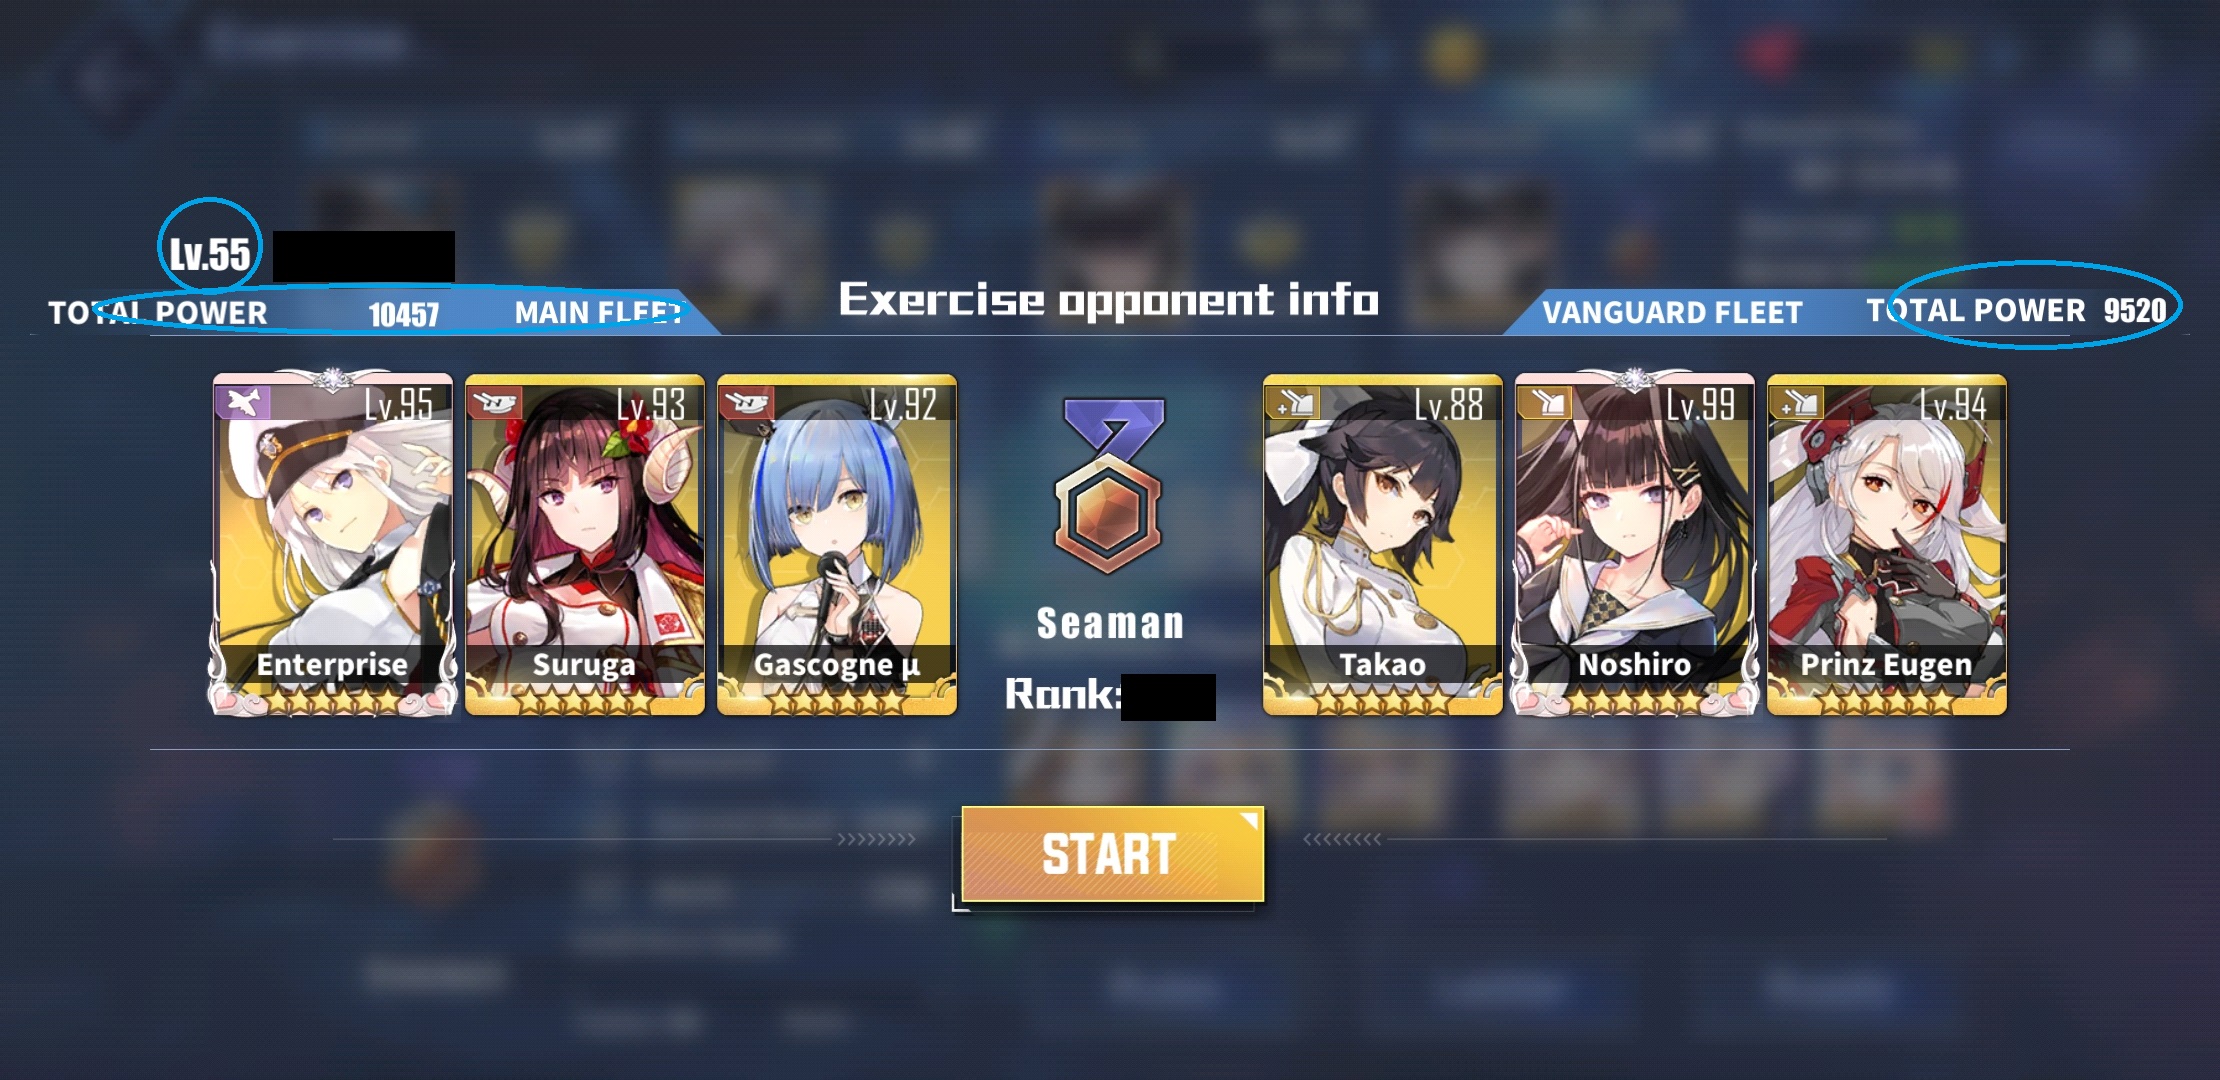 Lv.55
TOTAL POWER 10457 MAIN FLEET
Exercise opponent info
VANGUARD FLEET TOTAL POWER 9520
Lv.95
Enterprise
Lv.93
Suruga
Lv.92
Gascogne μ
Seaman
Rank:
Lv.88
Takao
Lv.99
Noshiro
Lv.94
Prinz Eugen
START